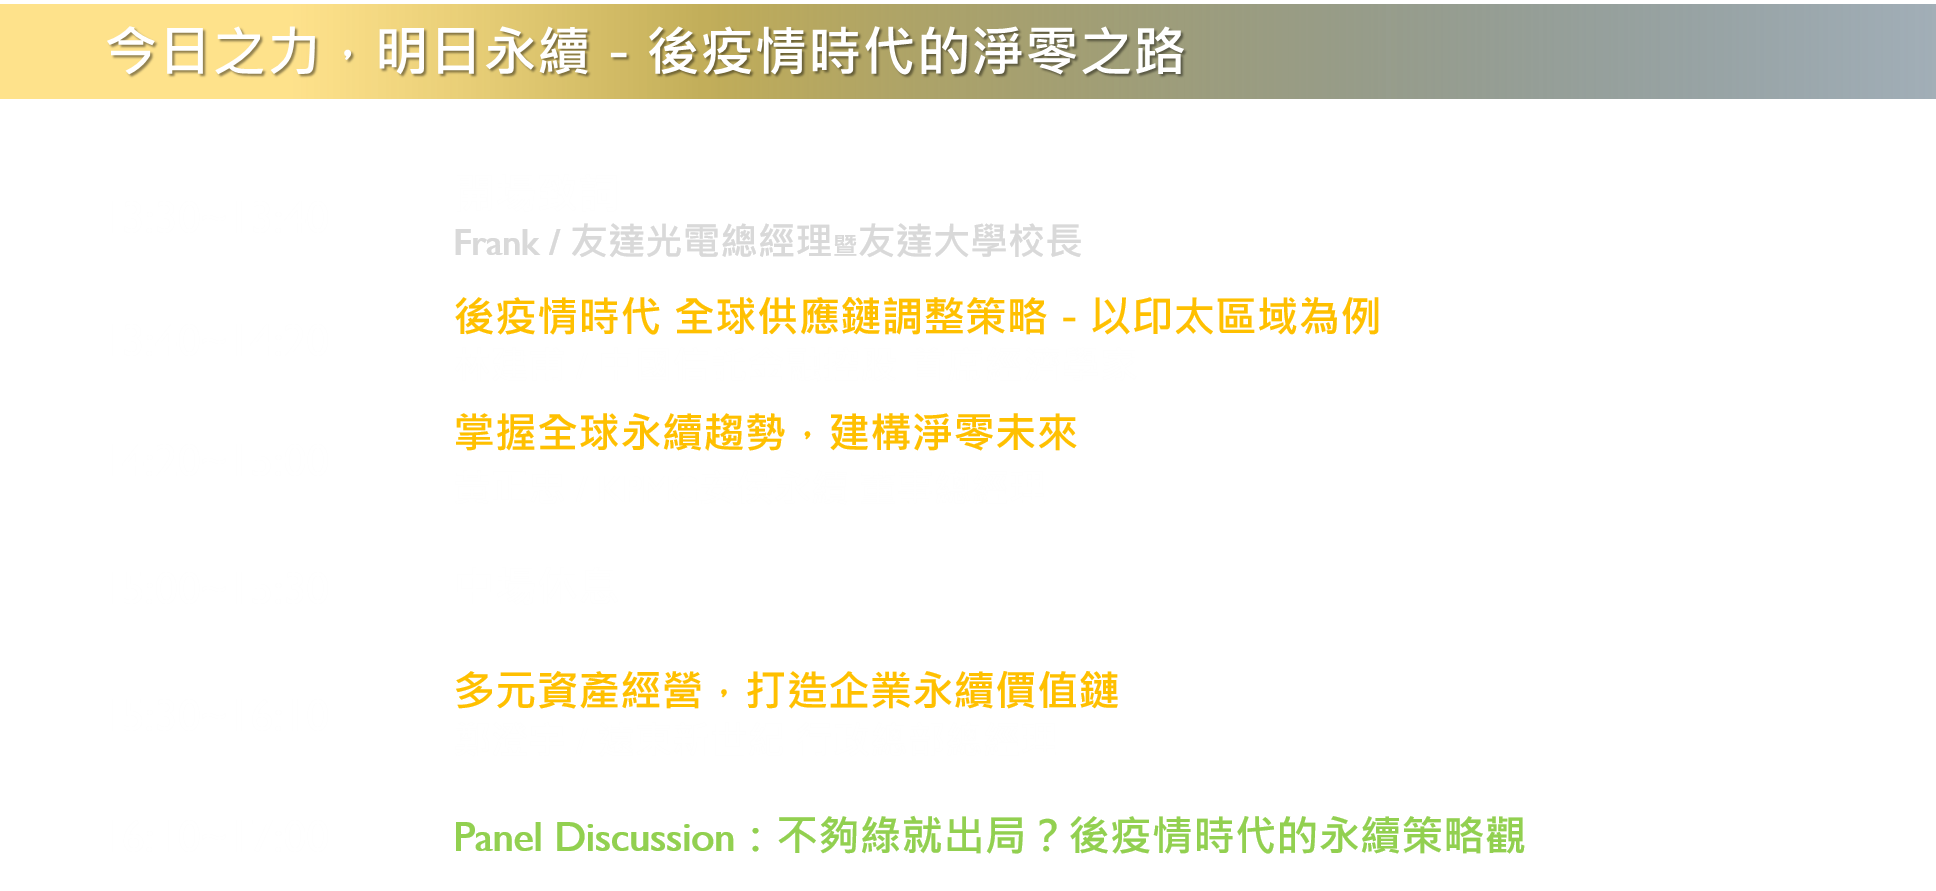 今日之力，明日永續 - 後疫情時代的淨零之路
Frank / 友達光電總經理暨友達大學校長
後疫情時代 全球供應鏈調整策略 - 以印太區域為例
掌握全球永續趨勢，建構淨零未來
多元資產經營，打造企業永續價值鏈
Panel Discussion：不夠綠就出局？後疫情時代的永續策略觀